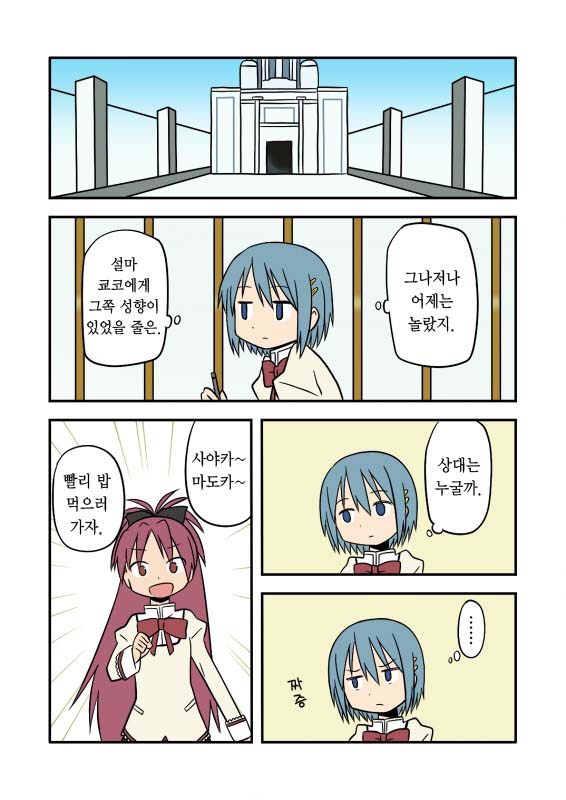 그나저나
어제는
놀랐지.
설마
쿄코에게
그쪽 성향이
있었을 줄은.
상대는
누굴까.
······
짜
증
사야카~
마도카~
빨리 밥
먹으러
가자.